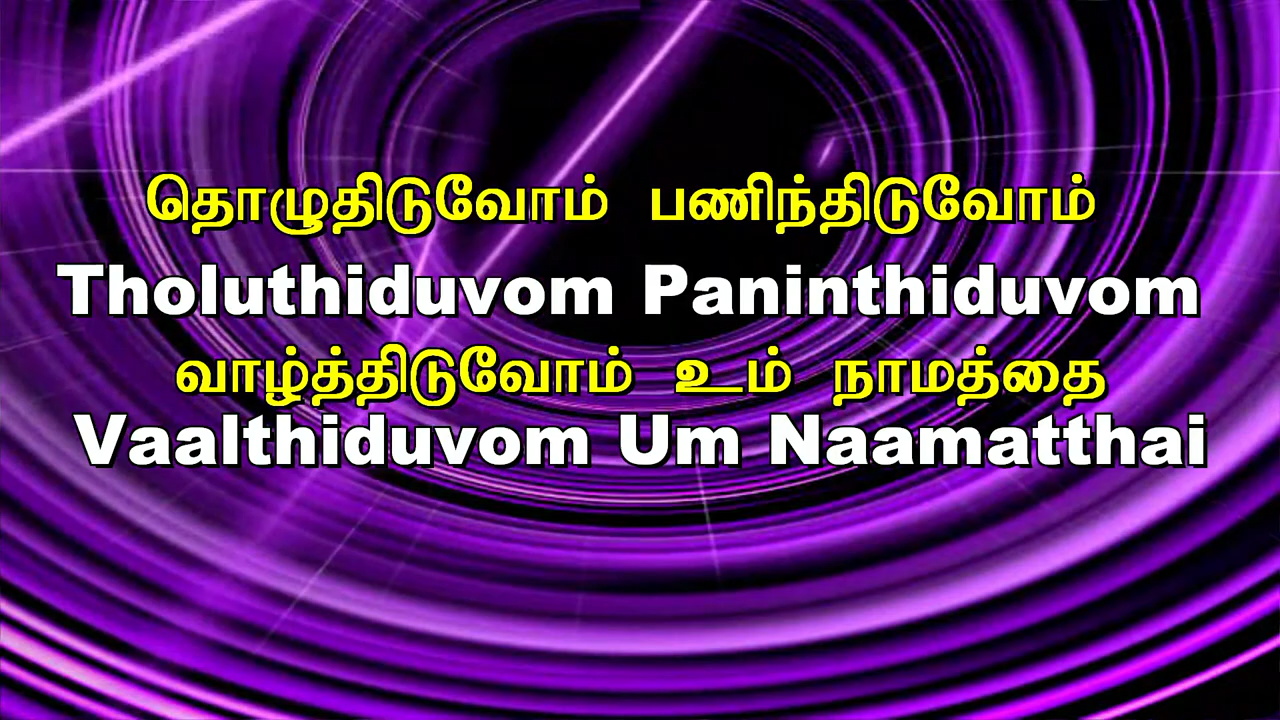 தொழுதிடுவோம் பணிந்திடுவோம்
Tholuthiduvom Paninthiduvom
வாழ்த்திடுவோம் உம் நாமத்தை
Vaalthiduvom Um Naamatthai